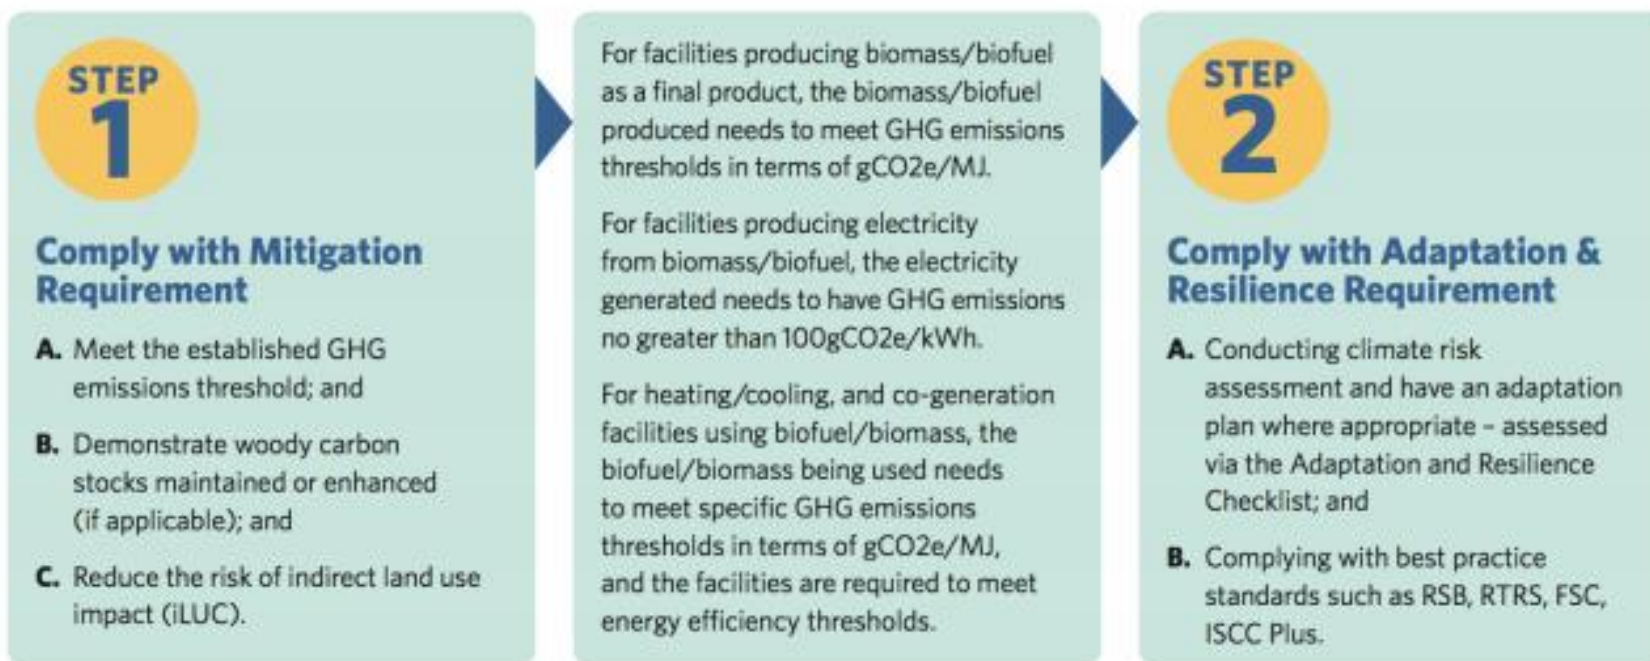 STEP
1
Comply with Mitigation
Requirement
A. Meet the established GHG
emissions threshold; and
B. Demonstrate woody carbon
stocks maintained or enhanced
(if applicable); and
C. Reduce the risk of indirect land use
impact (iLUC).
For facilities producing biomass/biofuel
as a final product, the biomass/biofuel
produced needs to meet GHG emissions
thresholds in terms of gCO2e/MJ.
For facilities producing electricity
from biomass/biofuel, the electricity
generated needs to have GHG emissions
no greater than 100gCO2e/kWh.
For heating/cooling, and co-generation
facilities using biofuel/biomass, the
biofuel/biomass being used needs
to meet specific GHG emissions
thresholds in terms of gCO2e/MJ,
and the facilities are required to meet
energy efficiency thresholds.
STEP
2
Comply with Adaptation &
Resilience Requirement
A. Conducting climate risk
assessment and have an adaptation
plan where appropriate – assessed
via the Adaptation and Resilience
Checklist; and
B. Complying with best practice
standards such as RSB, RTRS, FSC,
ISCC Plus.